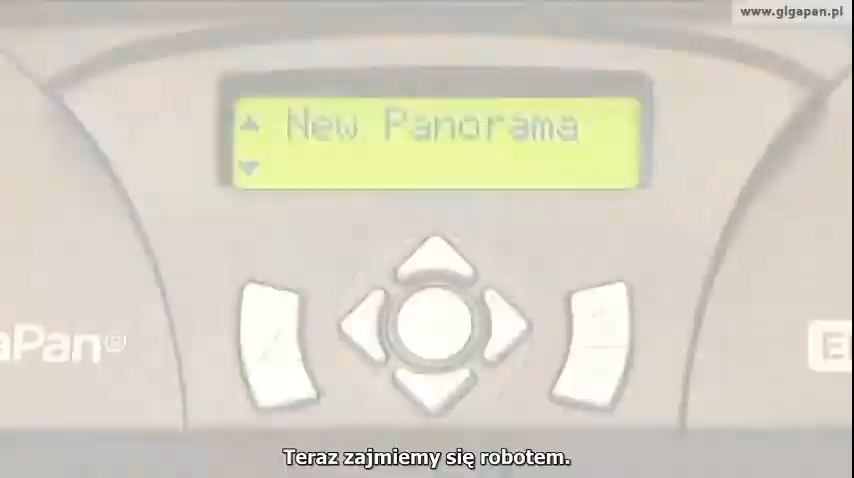 www.gigapan.pl
New Panorama
aPan®
E
Teraz zajmiemy się robotem.